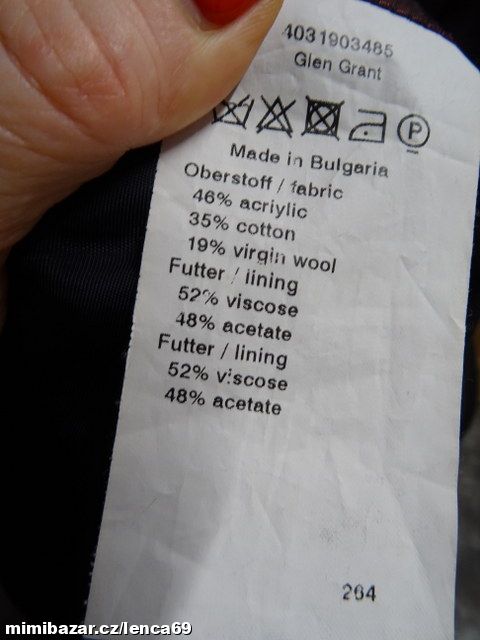 4031903485
Glen Grant
P
Made in Bulgaria
Oberstoff / fabric
46% acriylic
35% cotton
19% virgin wool
Futter / lining
52% viscose
48% acetate
Futter / lining
52% viscose
48% acetate
264
mimibazar.cz/lenca69